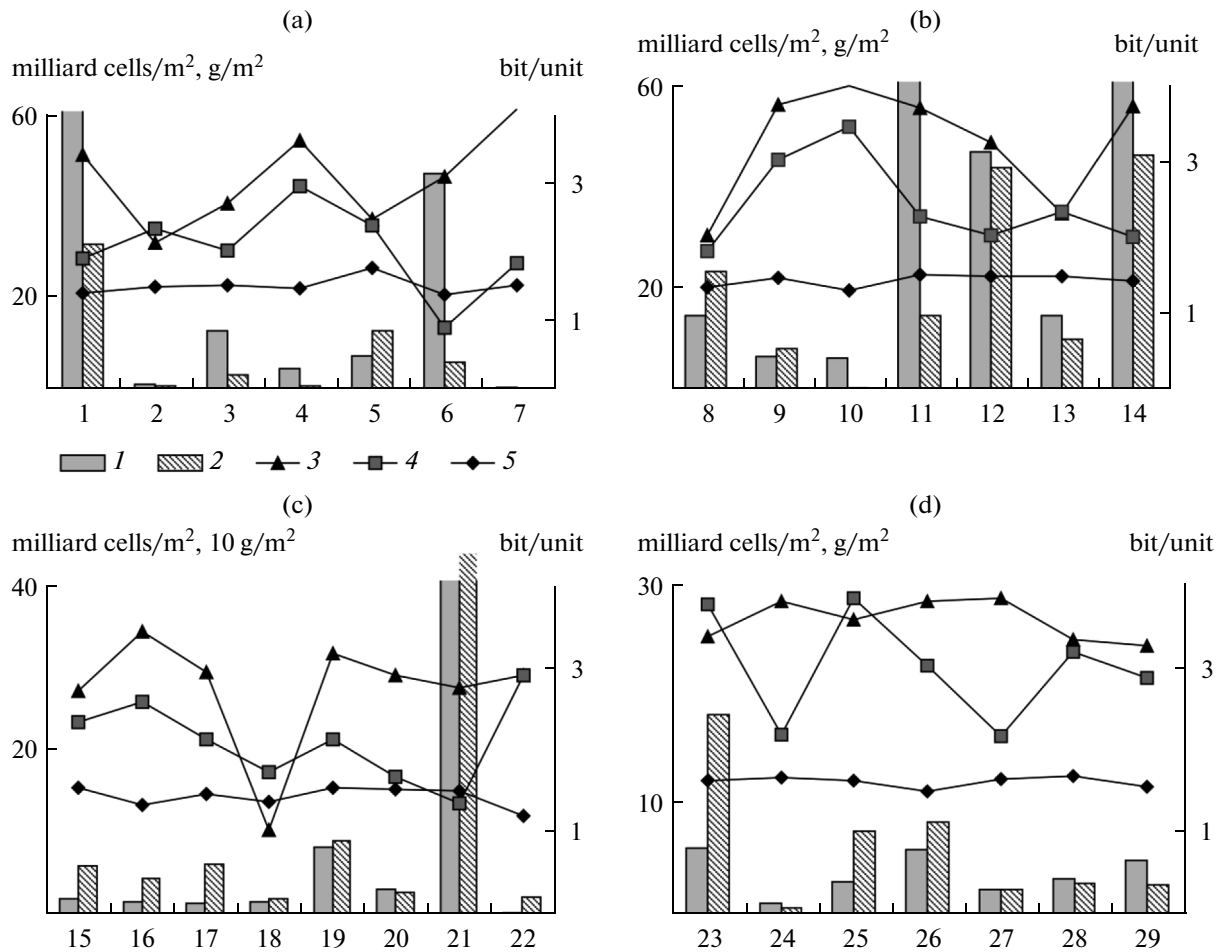 (a)
milliard cells/m², g/m² bit/unit
60
3
20
1
1 2 3 4 5 6 7
(b)
milliard cells/m², g/m² bit/unit
60
3
20
1
8 9 10 11 12 13 14
1 2 3 4 5
(c)
milliard cells/m², 10 g/m² bit/unit
40
3
20
1
15 16 17 18 19 20 21 22
(d)
milliard cells/m², g/m² bit/unit
30
3
10
1
23 24 25 26 27 28 29